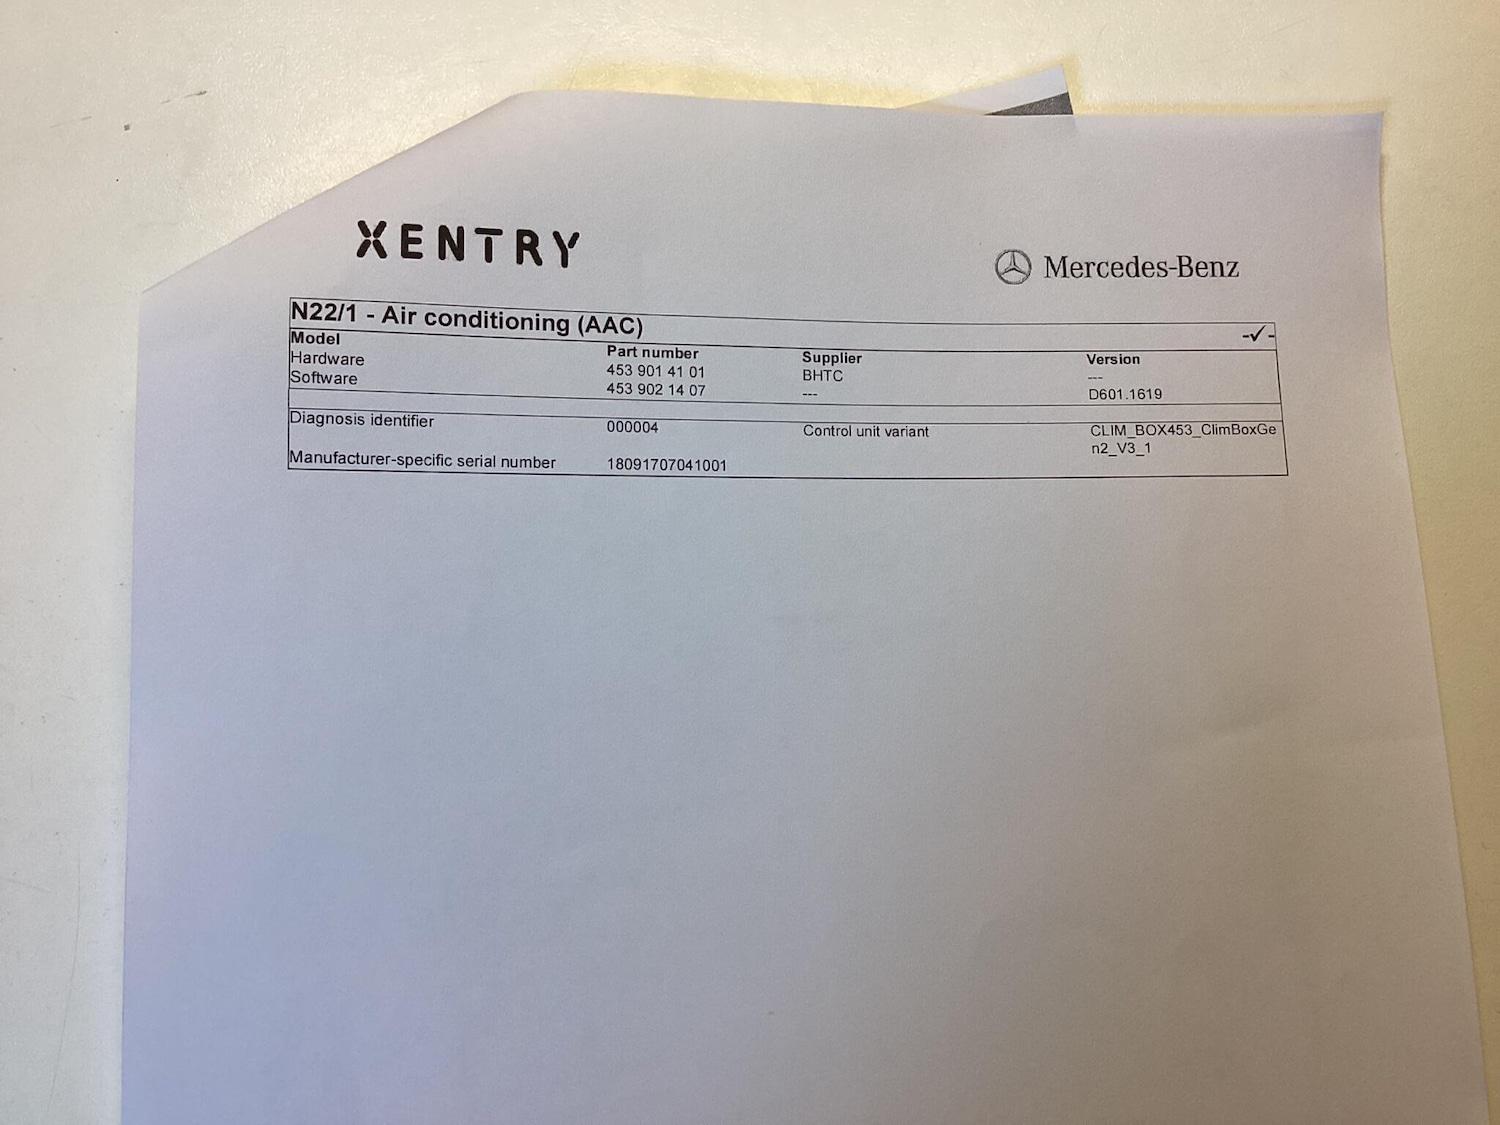 XENTRY
Mercedes-Benz
N22/1 - Air conditioning (AAC) -✓-
Model Part number Supplier Version
Hardware 453 901 41 01 BHTC ---
Software 453 902 14 07 --- D601.1619
Diagnosis identifier 000004 Control unit variant CLIM_BOX453_ClimBoxGe
n2_V3_1
Manufacturer-specific serial number 18091707041001